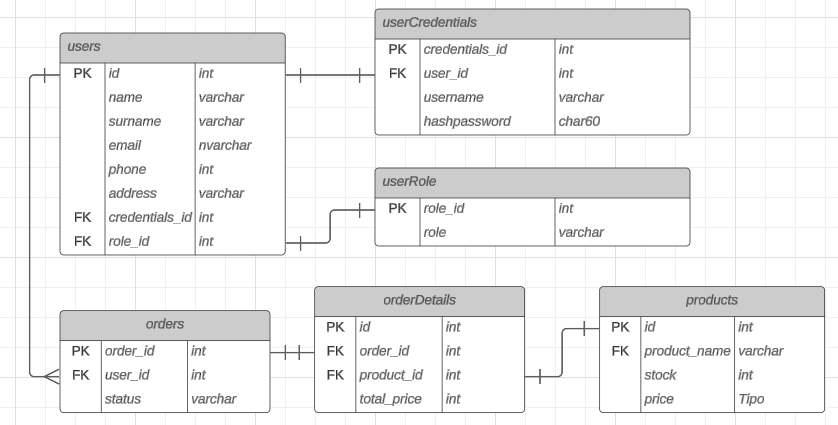 users
PK id int
name varchar
surname varchar
email nvarchar
phone int
address varchar
FK credentials_id int
FK role_id int
userCredentials
PK credentials_id int
FK user_id int
username varchar
hashpassword char60
userRole
PK role_id int
role varchar
orders
PK order_id int
FK user_id int
status varchar
orderDetails
PK id int
FK order_id int
FK product_id int
total_price int
products
PK id int
FK product_name varchar
stock int
price Tipo